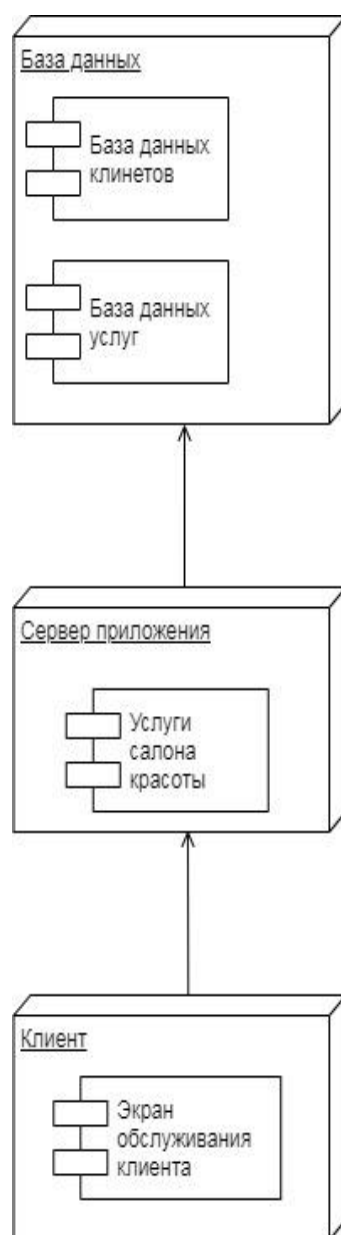 База данных
База данных
клинетов
База данных
услуг
Сервер приложения
Услуги
салона
красоты
Клиент
Экран
обслуживания
клиента